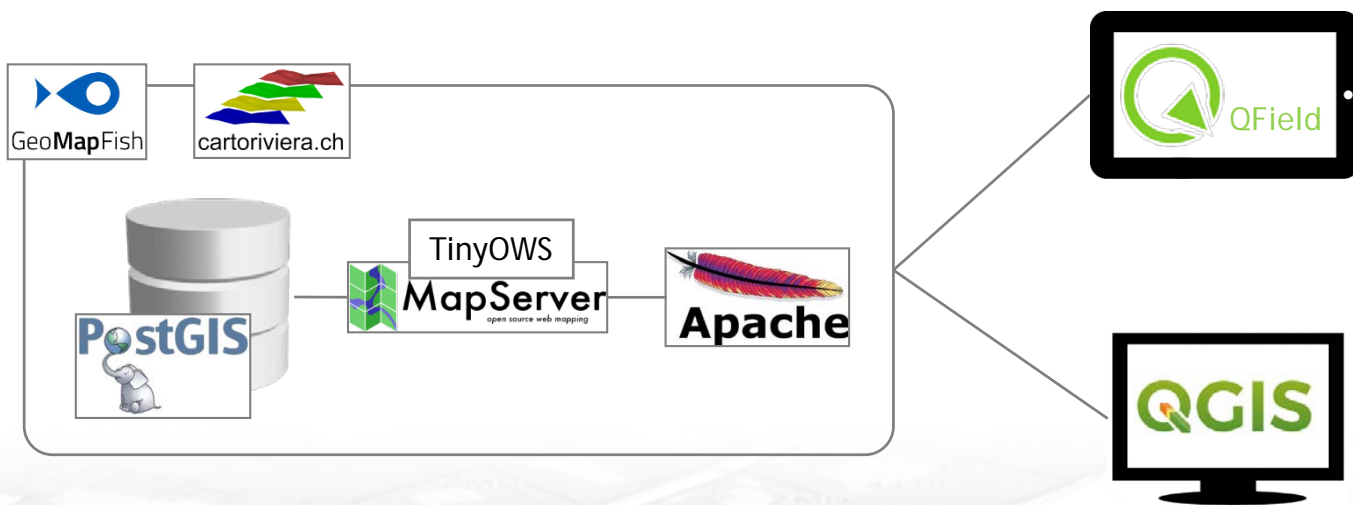 GeoMapFish
cartoriviera.ch
QField
TinyOWS
MapServer
open source web mapping
PostGIS
Apache
QGIS